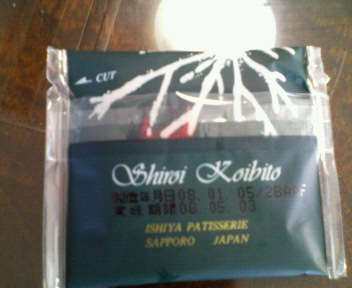 CUT
Shiroi Koibito
製造年月日08. 01. 05/2BAFF
賞味期限08. 05. 03
ISHIYA PATISSERIE
SAPPORO JAPAN